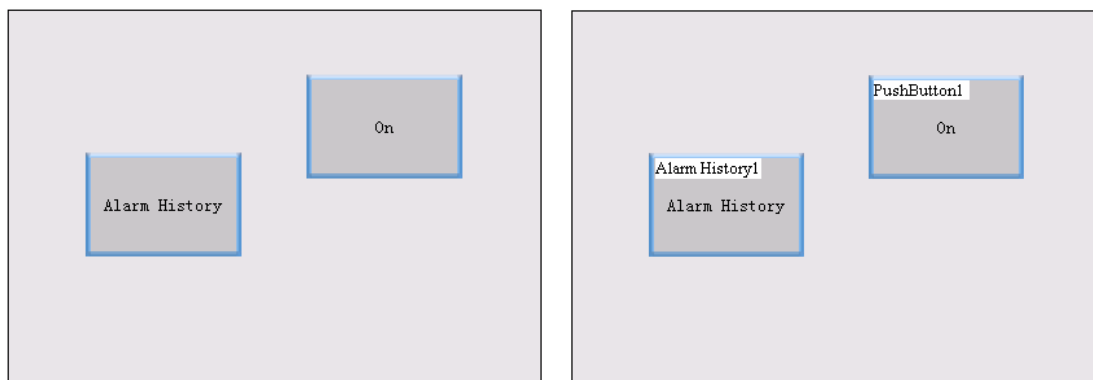 On
Alarm History
PushButton1
On
Alarm History1
Alarm History